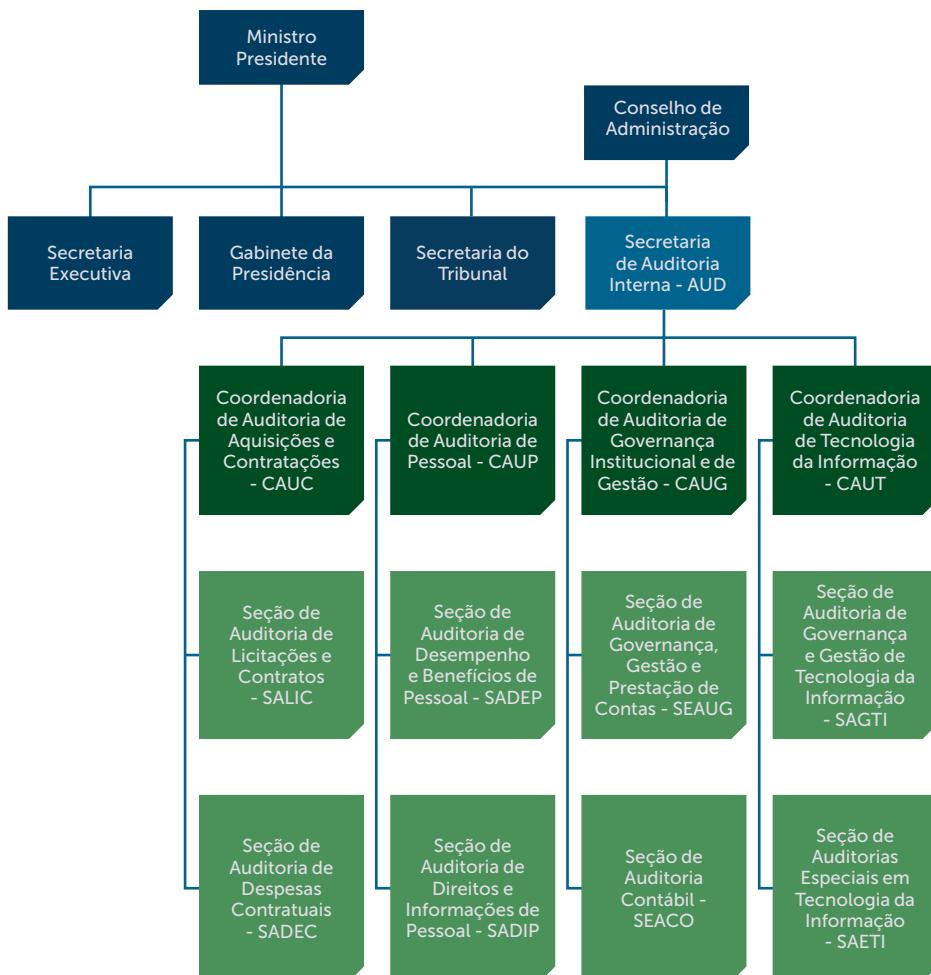 Ministro
Presidente
Conselho de
Administração
Secretaria
Executiva
Gabinete da
Presidência
Secretaria do
Tribunal
Secretaria
de Auditoria
Interna - AUD
Coordenadoria
de Auditoria de
Aquisições e
Contratações
- CAUC
Coordenadoria
de Auditoria de
Pessoal - CAUP
Coordenadoria
de Auditoria de
Governança
Institucional e de
Gestão - CAUG
Coordenadoria
de Auditoria
de Tecnologia
da Informação
- CAUT
Seção de
Auditoria de
Licitações e
Contratos
- SALIC
Seção de
Auditoria de
Desempenho
e Benefícios de
Pessoal - SADEP
Seção de
Auditoria de
Governança,
Gestão e
Prestação de
Contas - SEAUG
Seção de
Auditoria de
Governança
e Gestão de
Tecnologia da
Informação
- SAGTI
Seção de
Auditoria de
Despesas
Contratuais
- SADEC
Seção de
Auditoria de
Direitos e
Informações de
Pessoal - SADIP
Seção de
Auditoria
Contábil -
SEACO
Seção de
Auditorias
Especiais em
Tecnologia da
Informação
- SAETI